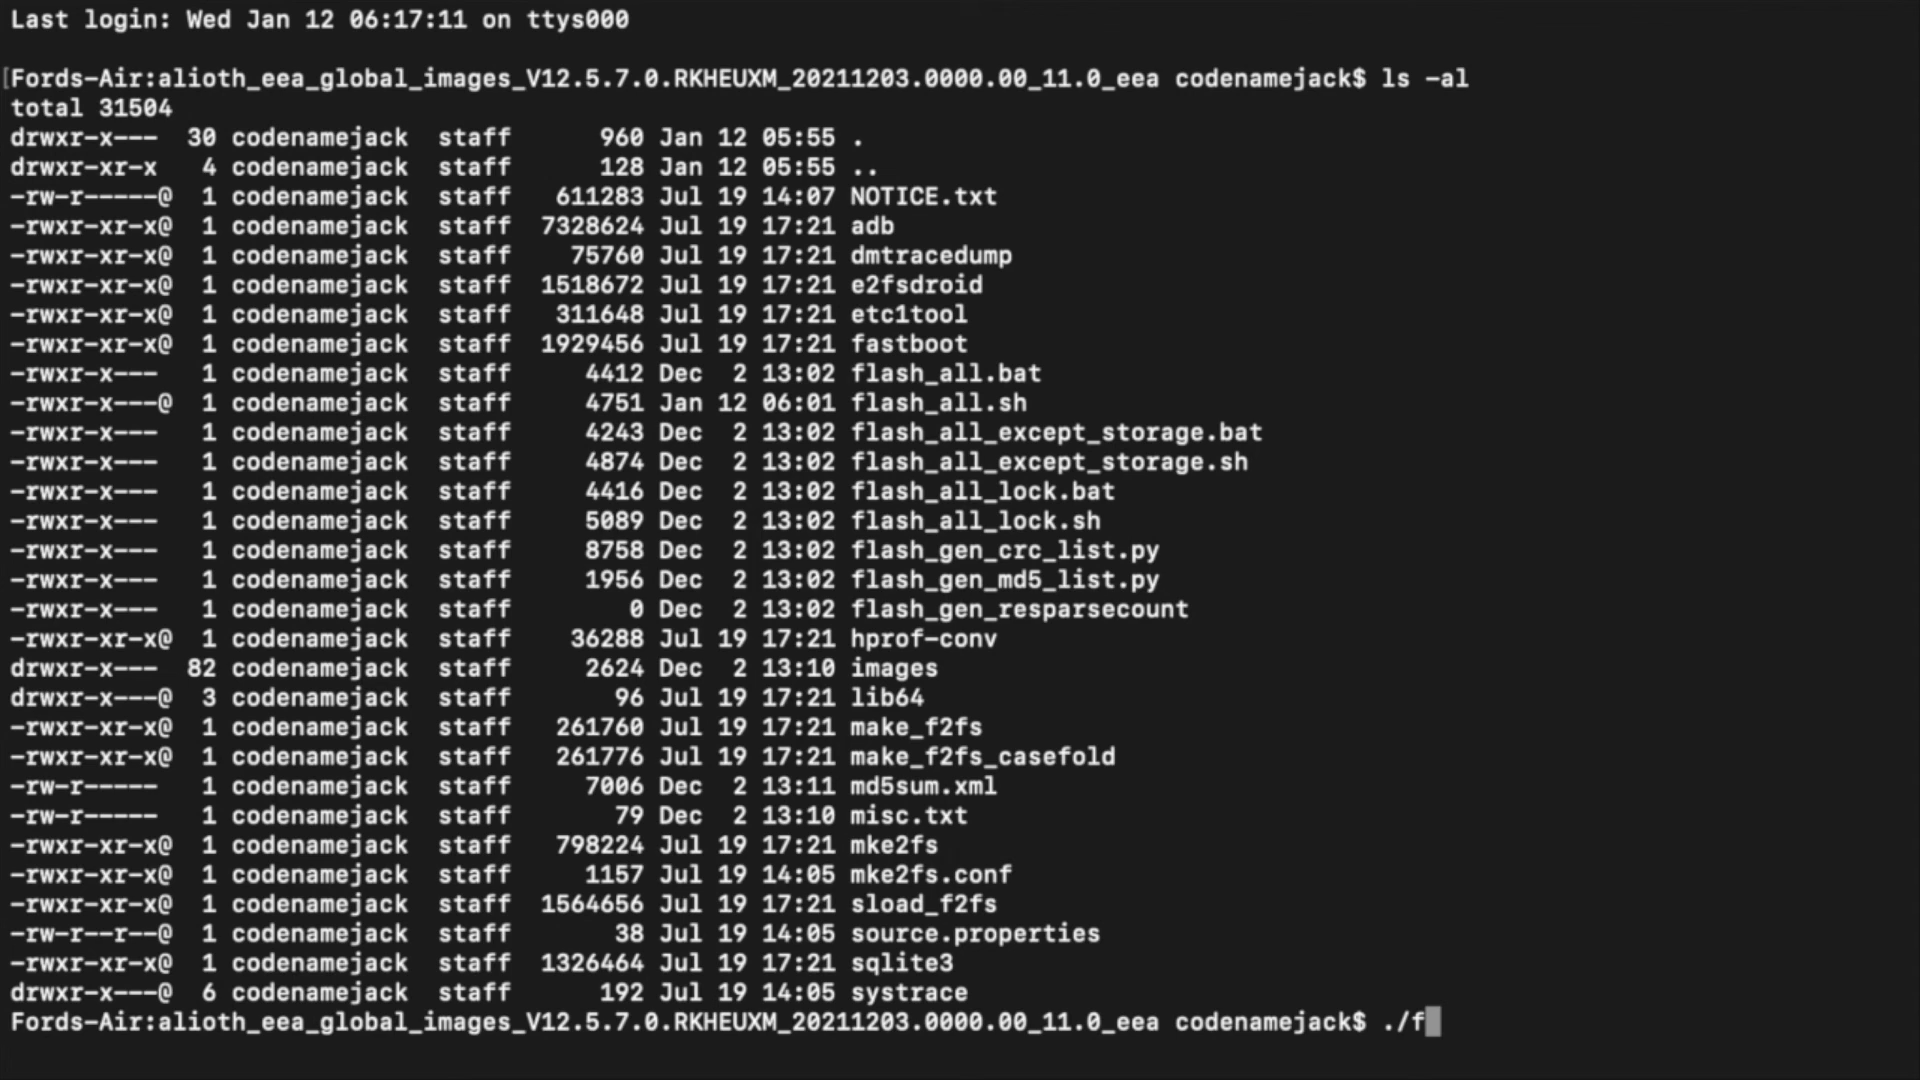 Last login: Wed Jan 12 06:17:11 on ttys000
[Fords-Air:alioth_eea_global_images_V12.5.7.0.RKHEUXM_20211203.0000.00_11.0_eea codenamejack$ ls -al
total 31504
drwxr-x---  30 codenamejack  staff      960 Jan 12 05:55 .
drwxr-xr-x   4 codenamejack  staff      128 Jan 12 05:55 ..
-rw-r-----@  1 codenamejack  staff   611283 Jul 19 14:07 NOTICE.txt
-rwxr-xr-x@  1 codenamejack  staff  7328624 Jul 19 17:21 adb
-rwxr-xr-x@  1 codenamejack  staff    75760 Jul 19 17:21 dmtracedump
-rwxr-xr-x@  1 codenamejack  staff  1518672 Jul 19 17:21 e2fsdroid
-rwxr-xr-x@  1 codenamejack  staff   311648 Jul 19 17:21 etc1tool
-rwxr-xr-x@  1 codenamejack  staff  1929456 Jul 19 17:21 fastboot
-rwxr-x---   1 codenamejack  staff     4412 Dec  2 13:02 flash_all.bat
-rwxr-x---@  1 codenamejack  staff     4751 Jan 12 06:01 flash_all.sh
-rwxr-x---   1 codenamejack  staff     4243 Dec  2 13:02 flash_all_except_storage.bat
-rwxr-x---   1 codenamejack  staff     4874 Dec  2 13:02 flash_all_except_storage.sh
-rwxr-x---   1 codenamejack  staff     4416 Dec  2 13:02 flash_all_lock.bat
-rwxr-x---   1 codenamejack  staff     5089 Dec  2 13:02 flash_all_lock.sh
-rwxr-x---   1 codenamejack  staff     8758 Dec  2 13:02 flash_gen_crc_list.py
-rwxr-x---   1 codenamejack  staff     1956 Dec  2 13:02 flash_gen_md5_list.py
-rwxr-x---   1 codenamejack  staff        0 Dec  2 13:02 flash_gen_resparsecount
-rwxr-xr-x@  1 codenamejack  staff    36288 Jul 19 17:21 hprof-conv
drwxr-x---  82 codenamejack  staff     2624 Dec  2 13:10 images
drwxr-x---@  3 codenamejack  staff       96 Jul 19 17:21 lib64
-rwxr-xr-x@  1 codenamejack  staff   261760 Jul 19 17:21 make_f2fs
-rwxr-xr-x@  1 codenamejack  staff   261776 Jul 19 17:21 make_f2fs_casefold
-rw-r-----   1 codenamejack  staff     7006 Dec  2 13:11 md5sum.xml
-rw-r-----   1 codenamejack  staff       79 Dec  2 13:10 misc.txt
-rwxr-xr-x@  1 codenamejack  staff   798224 Jul 19 17:21 mke2fs
-rwxr-xr-x@  1 codenamejack  staff     1157 Jul 19 14:05 mke2fs.conf
-rwxr-xr-x@  1 codenamejack  staff  1564656 Jul 19 17:21 sload_f2fs
-rw-r--r--@  1 codenamejack  staff       38 Jul 19 14:05 source.properties
-rwxr-xr-x@  1 codenamejack  staff  1326464 Jul 19 17:21 sqlite3
drwxr-x---@  6 codenamejack  staff      192 Jul 19 14:05 systrace
Fords-Air:alioth_eea_global_images_V12.5.7.0.RKHEUXM_20211203.0000.00_11.0_eea codenamejack$ ./f